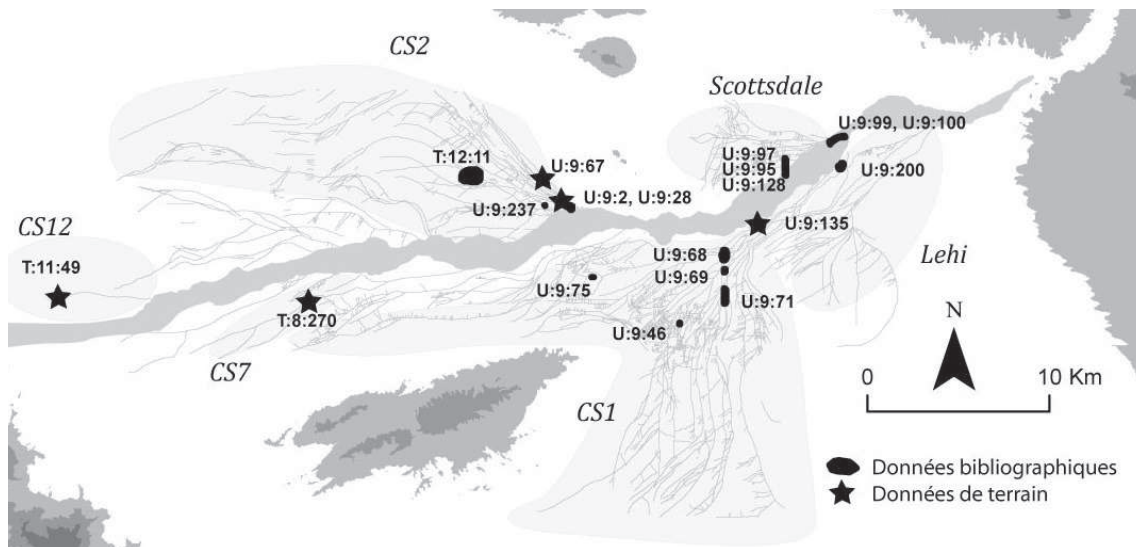 CS2
Scottsdale
U:9:99, U:9:100
T:12:11
U:9:67
U:9:97
U:9:95
U:9:128
U:9:200
U:9:2, U:9:28
U:9:237
U:9:135
CS12
T:11:49
U:9:68
U:9:69
Lehi
U:9:75
U:9:71
T:8:270
U:9:46
N
CS7
CS1
0 10 Km
Données bibliographiques
Données de terrain